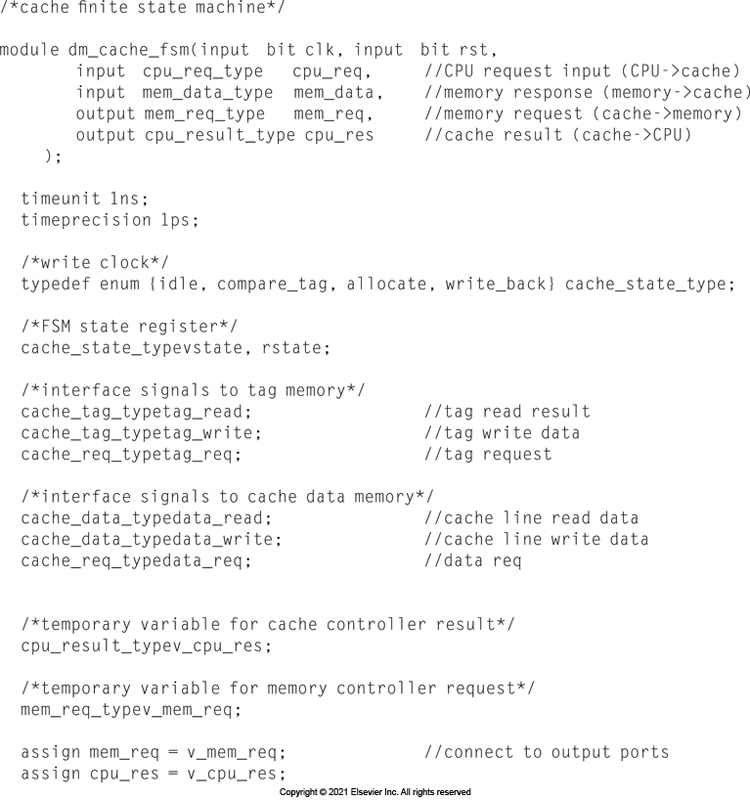 /*cache finite state machine*/
module dm_cache_fsm(input bit clk, input bit rst,
input cpu_req_type cpu_req, //CPU request input (CPU->cache)
input mem_data_type mem_data, //memory response (memory->cache)
output mem_req_type mem_req, //memory request (cache->memory)
output cpu_result_type cpu_res //cache result (cache->CPU)
);
timeunit 1ns;
timeprecision 1ps;
/*write clock*/
typedef enum {idle, compare_tag, allocate, write_back} cache_state_type;
/*FSM state register*/
cache_state_typevstate, rstate;
/*interface signals to tag memory*/
cache_tag_typetag_read; //tag read result
cache_tag_typetag_write; //tag write data
cache_req_typetag_req; //tag request
/*interface signals to cache data memory*/
cache_data_typedata_read; //cache line read data
cache_data_typedata_write; //cache line write data
cache_req_typedata_req; //data req
/*temporary variable for cache controller result*/
cpu_result_typev_cpu_res;
/*temporary variable for memory controller request*/
mem_req_typev_mem_req;
assign mem_req = v_mem_req; //connect to output ports
assign cpu_res = v_cpu_res;
Copyright © 2021 Elsevier Inc. All rights reserved